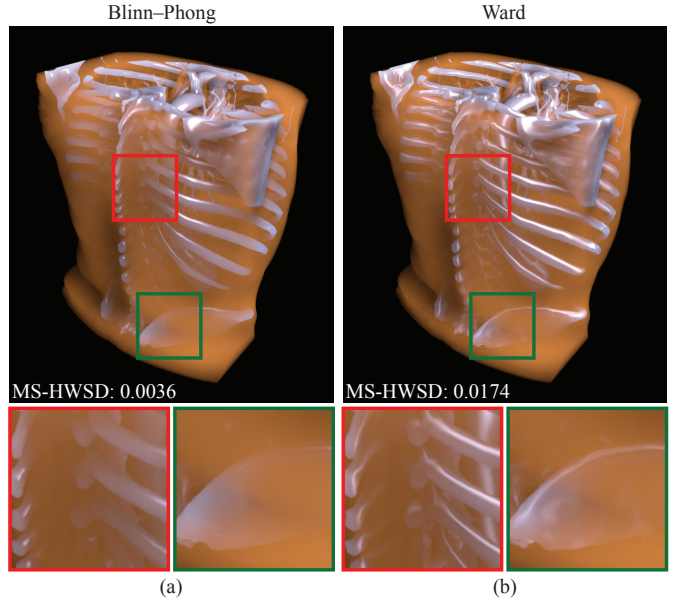 Blinn–Phong
Ward
MS-HWSD: 0.0036
MS-HWSD: 0.0174
(a)
(b)